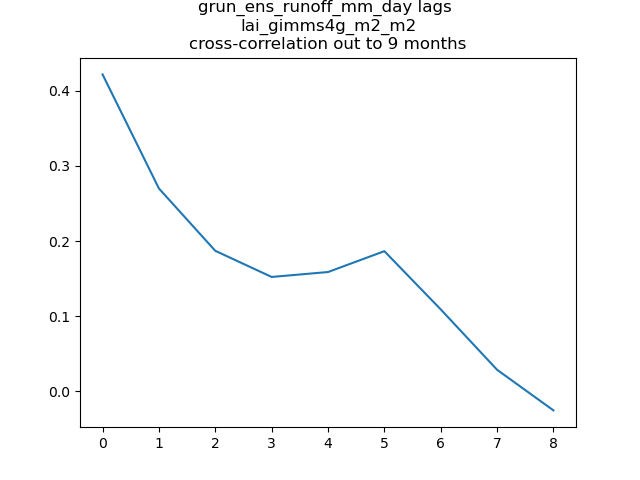 grun_ens_runoff_mm_day lags
lai_gimms4g_m2_m2
cross-correlation out to 9 months
0.4
0.3
0.2
0.1
0.0
0 1 2 3 4 5 6 7 8